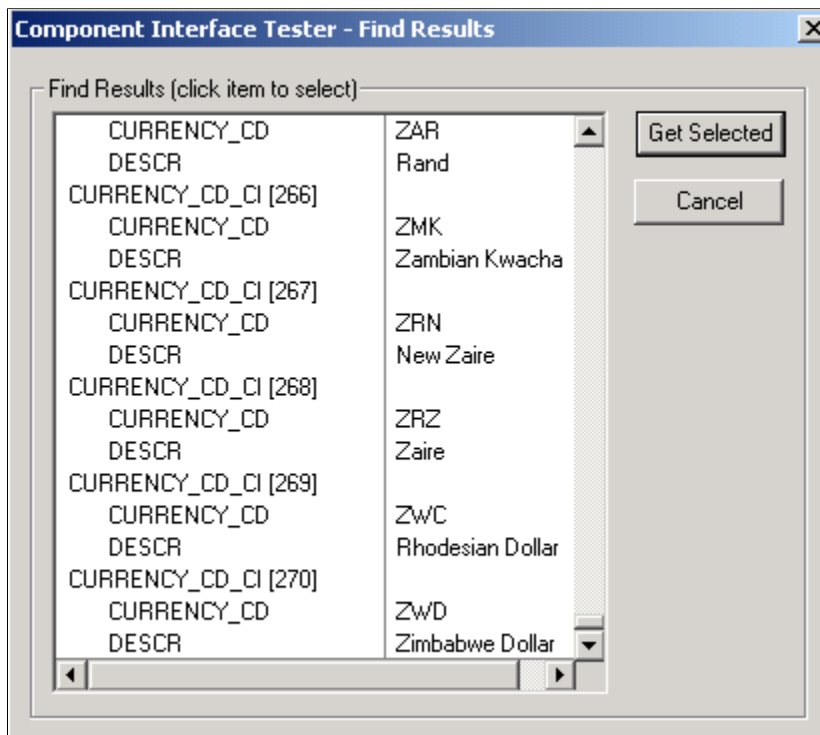 Component Interface Tester - Find Results
Find Results (click item to select)
CURRENCY_CD ZAR
DESCR Rand
CURRENCY_CD_CI [266]
CURRENCY_CD ZMK
DESCR Zambian Kwacha
CURRENCY_CD_CI [267]
CURRENCY_CD ZRN
DESCR New Zaire
CURRENCY_CD_CI [268]
CURRENCY_CD ZRZ
DESCR Zaire
CURRENCY_CD_CI [269]
CURRENCY_CD ZWC
DESCR Rhodesian Dollar
CURRENCY_CD_CI [270]
CURRENCY_CD ZWD
DESCR Zimbabwe Dollar
Get Selected
Cancel